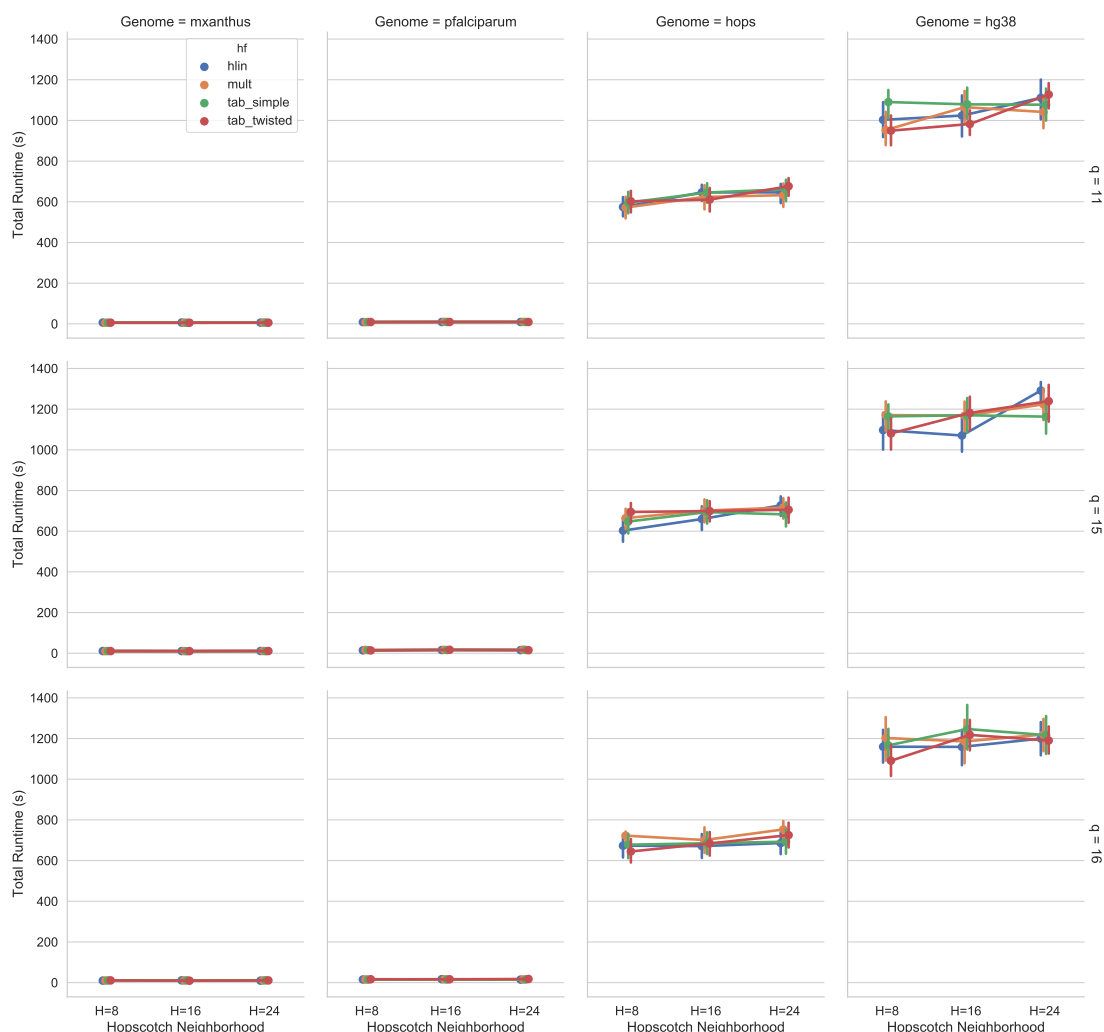 Genome = mxanthus
Genome = pfalciparum
Genome = hops
Genome = hg38
1400
1200
1000
800
600
400
200
0
Total Runtime (s)
hf
hlin
mult
tab_simple
tab_twisted
q = 11
1400
1200
1000
800
600
400
200
0
Total Runtime (s)
q = 15
1400
1200
1000
800
600
400
200
0
Total Runtime (s)
q = 16
H=8 H=16 H=24
Hopscotch Neighborhood
H=8 H=16 H=24
Hopscotch Neighborhood
H=8 H=16 H=24
Hopscotch Neighborhood
H=8 H=16 H=24
Hopscotch Neighborhood